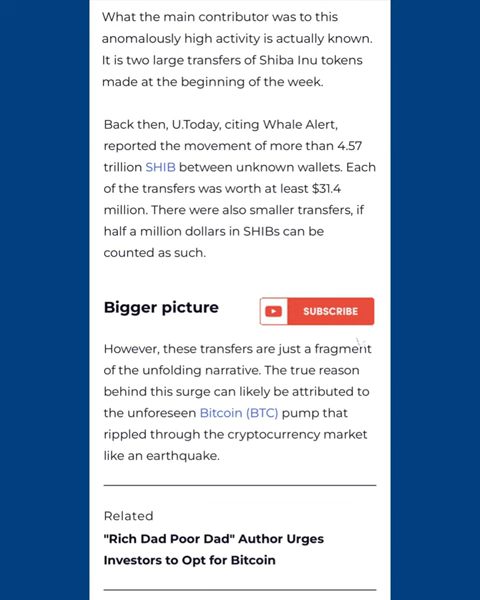 What the main contributor was to this
anomalously high activity is actually known.
It is two large transfers of Shiba Inu tokens
made at the beginning of the week.
Back then, U.Today, citing Whale Alert,
reported the movement of more than 4.57
trillion SHIB between unknown wallets. Each
of the transfers was worth at least $31.4
million. There were also smaller transfers, if
half a million dollars in SHIBs can be
counted as such.
Bigger picture
SUBSCRIBE
However, these transfers are just a fragment
of the unfolding narrative. The true reason
behind this surge can likely be attributed to
the unforeseen Bitcoin (BTC) pump that
rippled through the cryptocurrency market
like an earthquake.
Related
"Rich Dad Poor Dad" Author Urges
Investors to Opt for Bitcoin